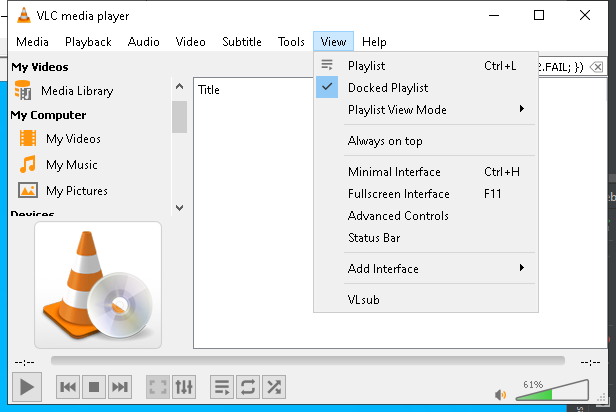 VLC media player
Media Playback Audio Video Subtitle Tools View Help
My Videos
Media Library
My Computer
My Videos
My Music
My Pictures
Devices
Title
2.FAIL; })
Playlist Ctrl+L
Docked Playlist
Playlist View Mode
Always on top
Minimal Interface Ctrl+H
Fullscreen Interface F11
Advanced Controls
Status Bar
Add Interface
VLsub
--:-- --:--
61%